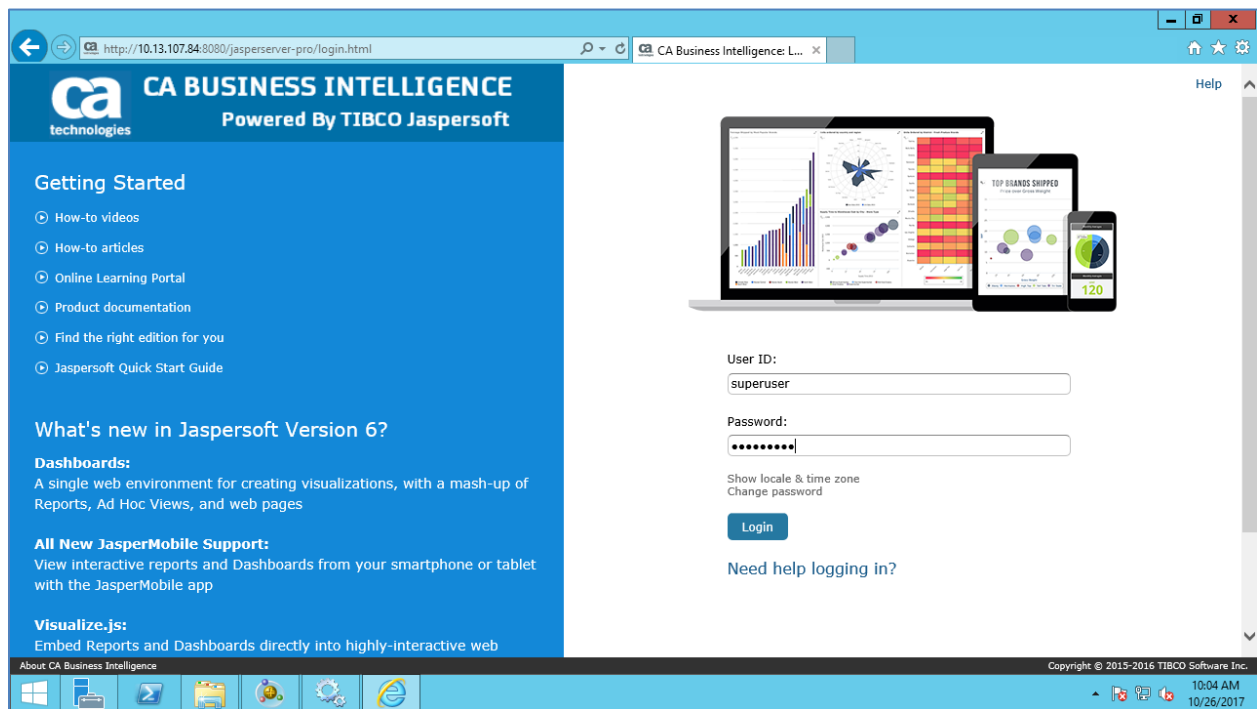 http://10.13.107.84:8080/jasperserver-pro/login.html
CA Business Intelligence: L...
ca
technologies
CA BUSINESS INTELLIGENCE
Powered By TIBCO Jaspersoft
Help
Getting Started
How-to videos
How-to articles
Online Learning Portal
Product documentation
Find the right edition for you
Jaspersoft Quick Start Guide
What's new in Jaspersoft Version 6?
Dashboards:
A single web environment for creating visualizations, with a mash-up of
Reports, Ad Hoc Views, and web pages
All New JasperMobile Support:
View interactive reports and Dashboards from your smartphone or tablet
with the JasperMobile app
Visualize.js:
Embed Reports and Dashboards directly into highly-interactive web
TOP BRANDS SHIPPED
120
User ID:
superuser
Password:
•••••••••
Show locale & time zone
Change password
Login
Need help logging in?
About CA Business Intelligence
Copyright © 2015-2016 TIBCO Software Inc.
10:04 AM
10/26/2017